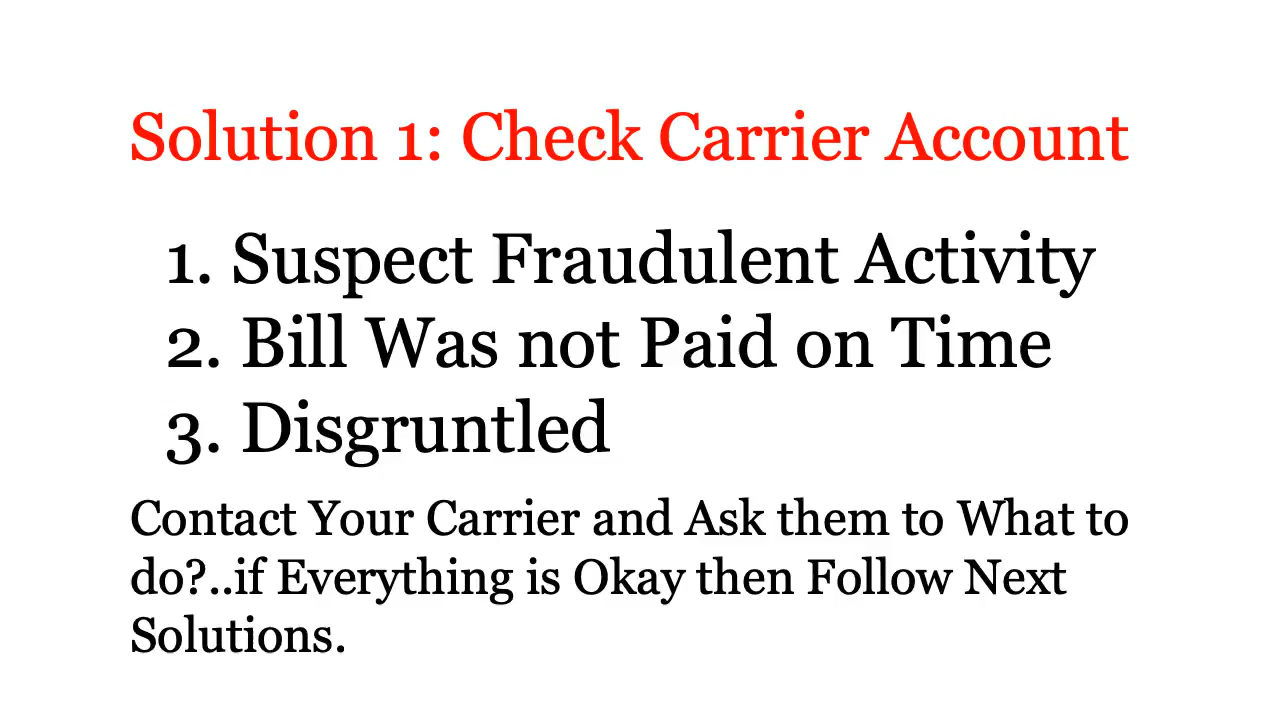 Solution 1: Check Carrier Account
1. Suspect Fraudulent Activity
2. Bill Was not Paid on Time
3. Disgruntled
Contact Your Carrier and Ask them to What to
do?..if Everything is Okay then Follow Next
Solutions.